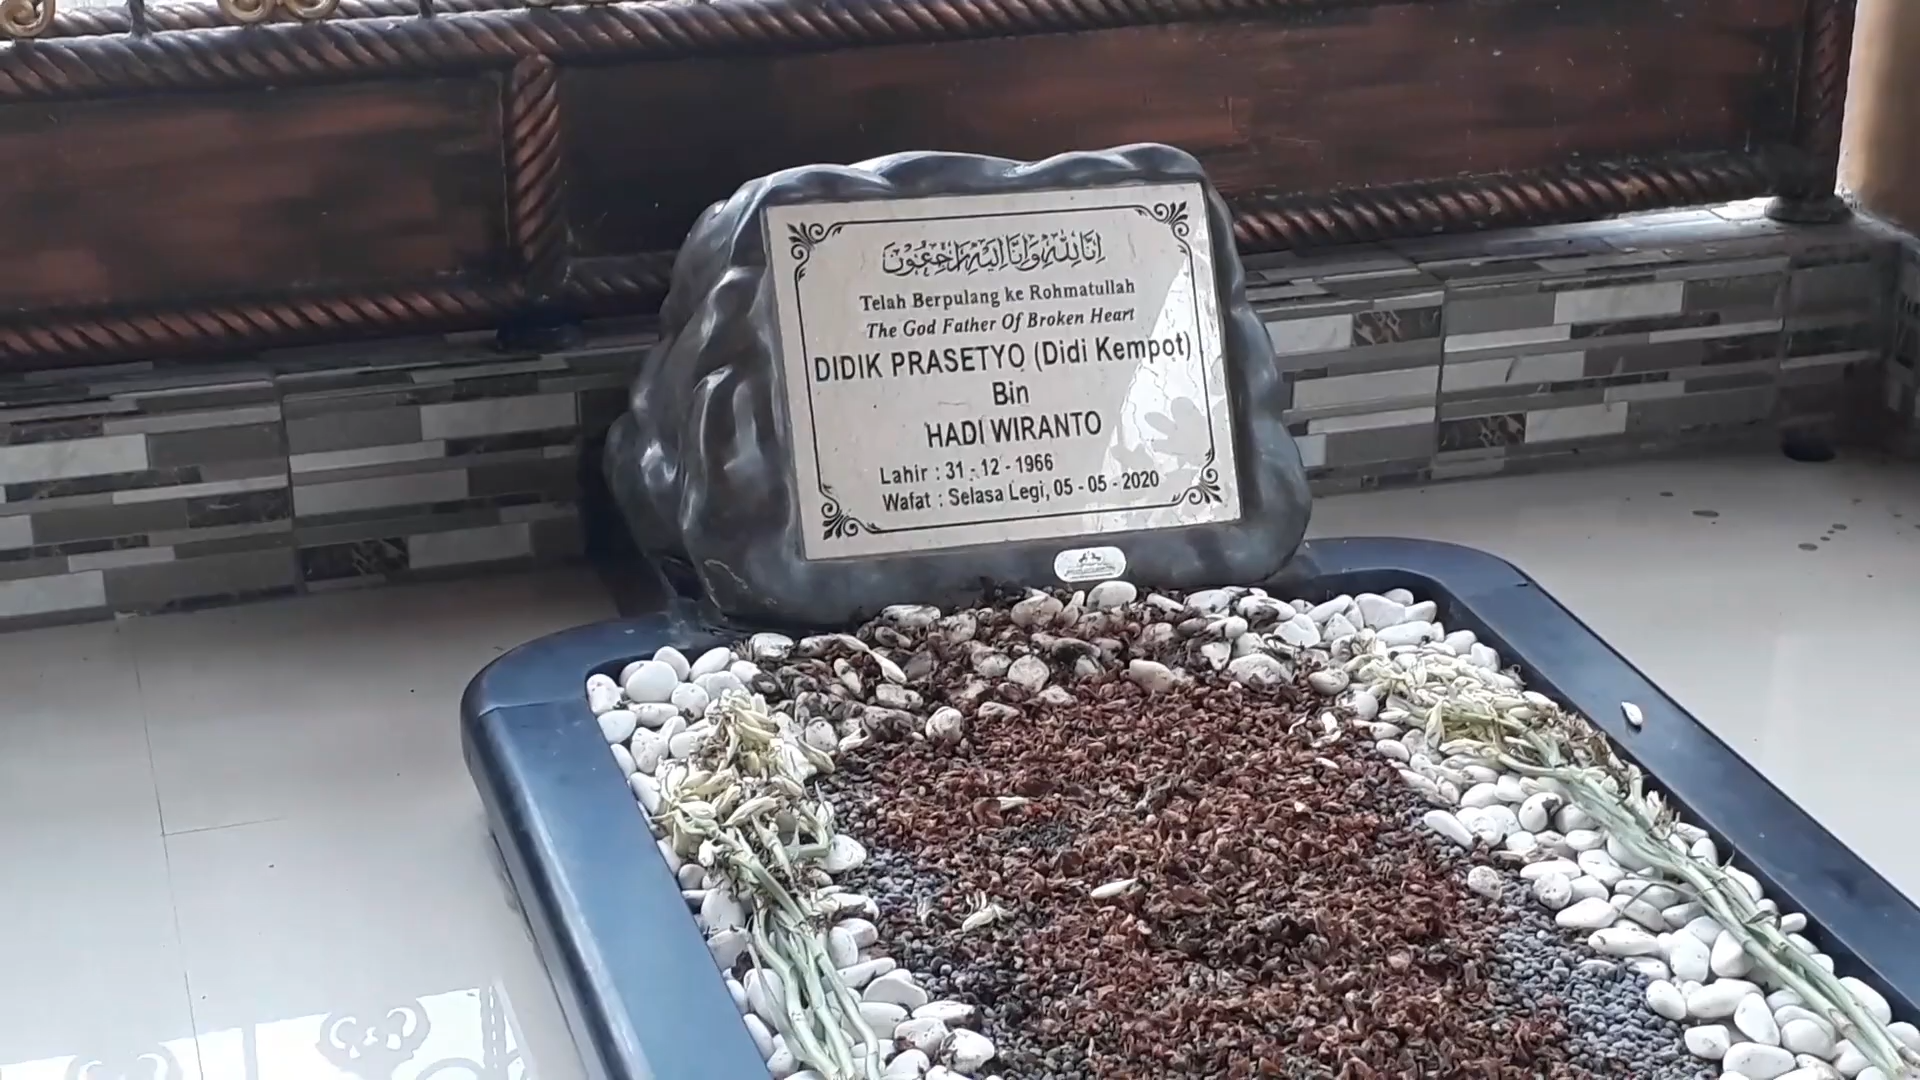 اِنَّا لِلّٰهِ وَاِنَّا اِلَيْهِ رَاجِعُوْنَ
Telah Berpulang ke Rohmatullah
The God Father Of Broken Heart
DIDIK PRASETYO (Didi Kempot)
Bin
HADI WIRANTO
Lahir : 31 - 12 - 1966
Wafat : Selasa Legi, 05 - 05 - 2020